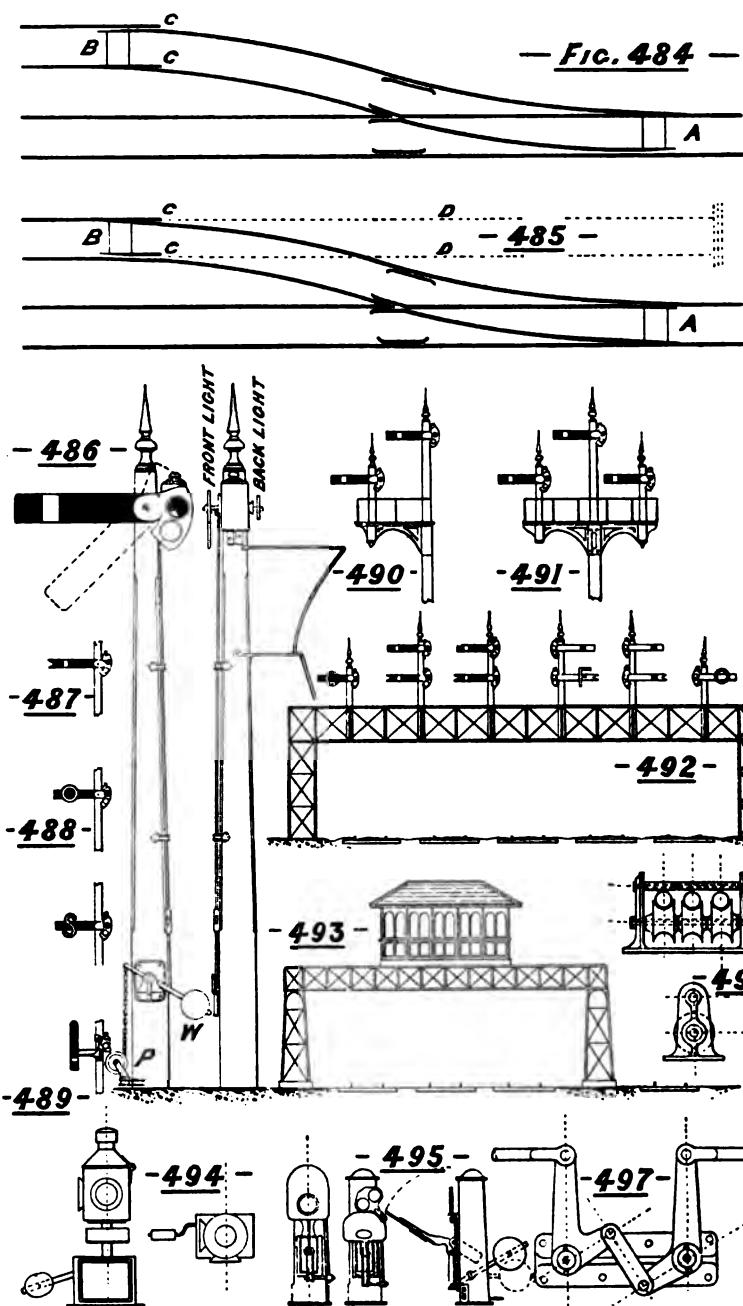 C
B
C
— FIG. 484 —
A
C
D
B
C
D
— 485 —
A
FRONT LIGHT
BACK LIGHT
- 486 -
- 490 -
- 491 -
- 487 -
- 492 -
- 488 -
- 493 -
W
P
- 489 -
- 494 -
- 495 -
- 497 -